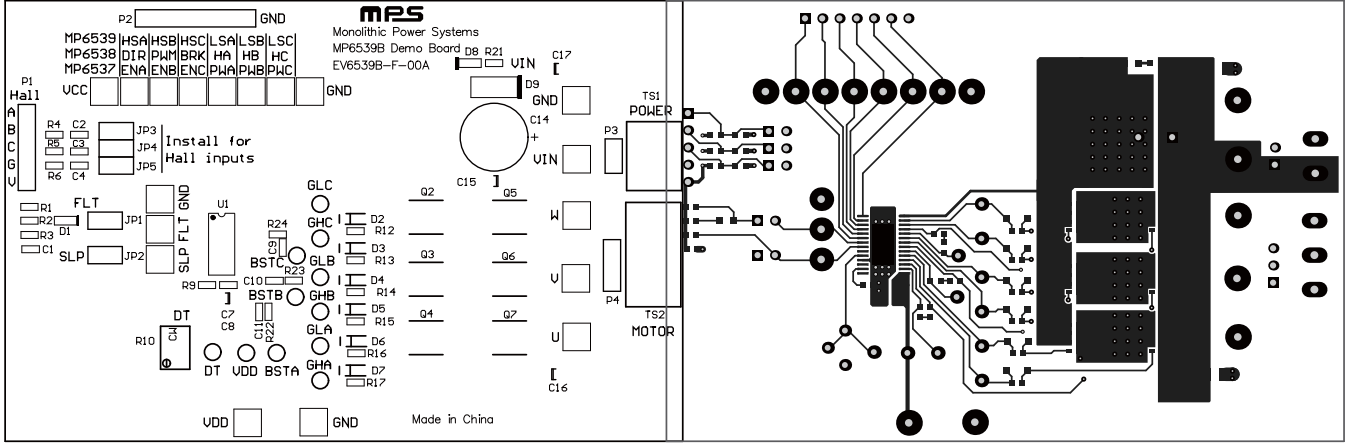 P2 GND
MPS
Monolithic Power Systems
MP6539B Demo Board
EV6539B-F-00A
MP6539 HSA HSB HSC LSA LSB LSC
MP6538 DIR PWM BRK HA HB HC
MP6537 ENA ENB ENC PWA PWB PWC
VCC GND
D8 R21 VIN C17
D9
GND
TS1
POWER
P1
Hall
A
B
C
G
V
R4 C2 JP3
R5 C3 JP4
R6 C4 JP5
Install for
Hall inputs
C14
+
VIN
P3
C15
GND
R1
FLT
R2
D1
JP1
FLT
R3
C1
SLP
JP2
SLP
U1
GLC
GHC
GLB
GHB
GLA
GHA
R24
C9
BSTC
R23
C10
BSTB
R9
C7
C8
C11
R22
D2
R12
D3
R13
D4
R14
D5
R15
D6
R16
D7
R17
Q2 Q5
Q3 Q6
Q4 Q7
W
V
U
P4
TS2
MOTOR
C16
DT
R10
CW
DT VDD BSTA
VDD GND
Made in China